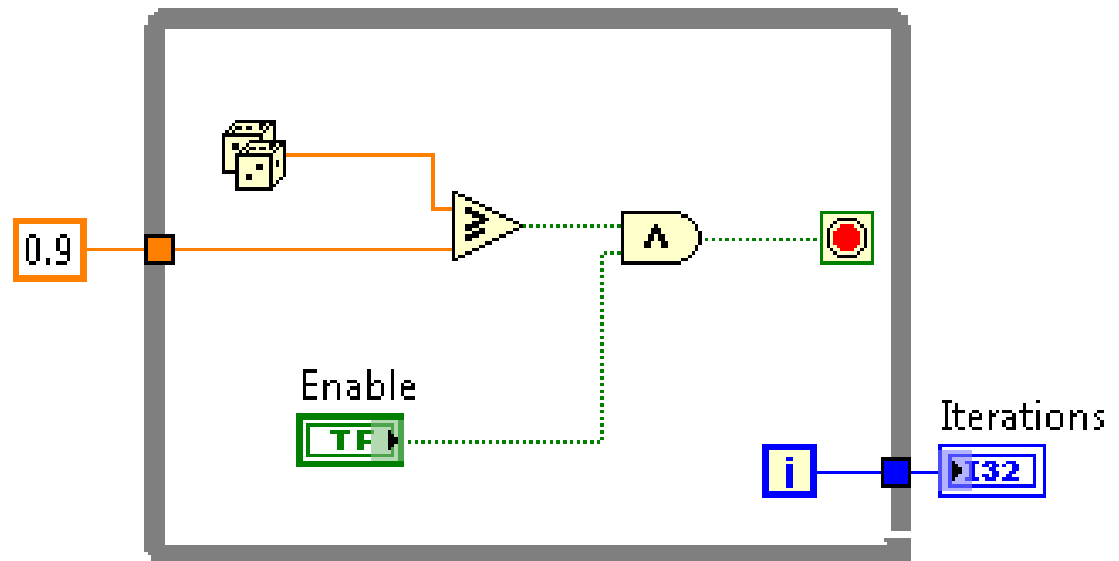 0.9
≥
∧
Enable
TF
Iterations
i
I32